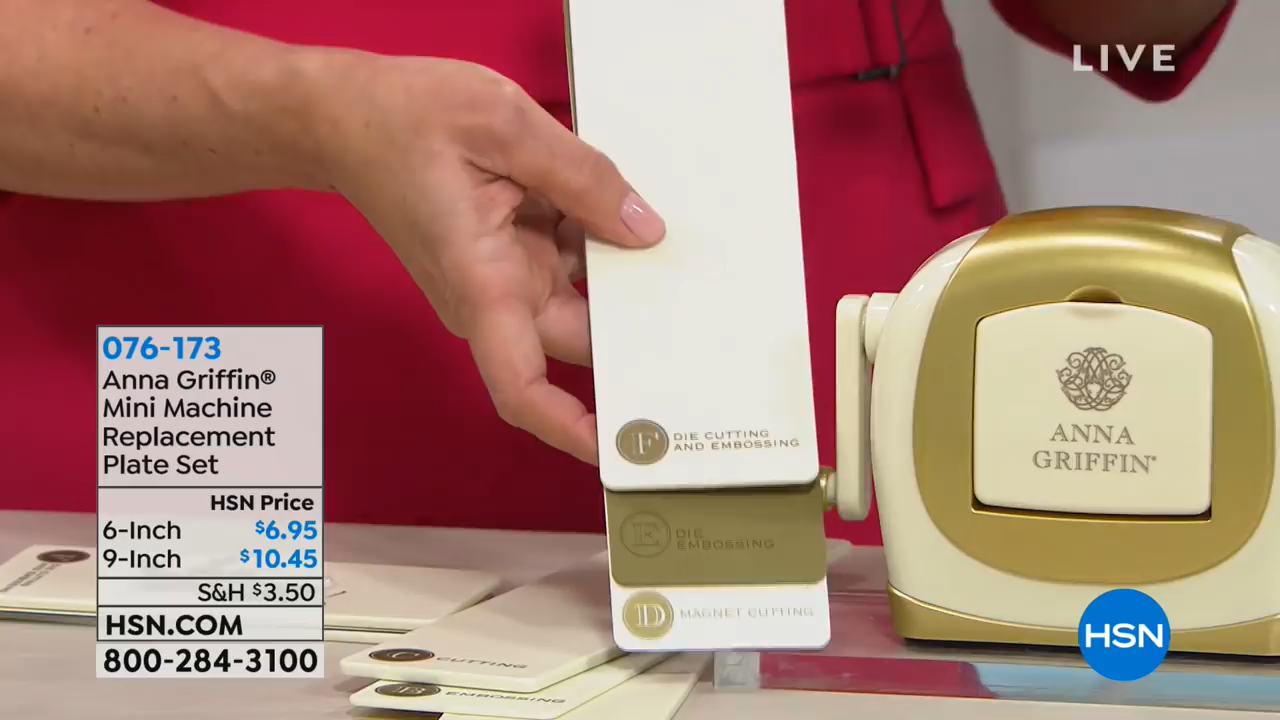 LIVE
076-173
Anna Griffin®
Mini Machine
Replacement
Plate Set
HSN Price
6-Inch $6.95
9-Inch $10.45
S&H $3.50
HSN.COM
800-284-3100
F DIE CUTTING
AND EMBOSSING
E DIE
EMBOSSING
D MAGNET CUTTING
C CUTTING
B EMBOSSING
A
ANNA
GRIFFIN®
HSN